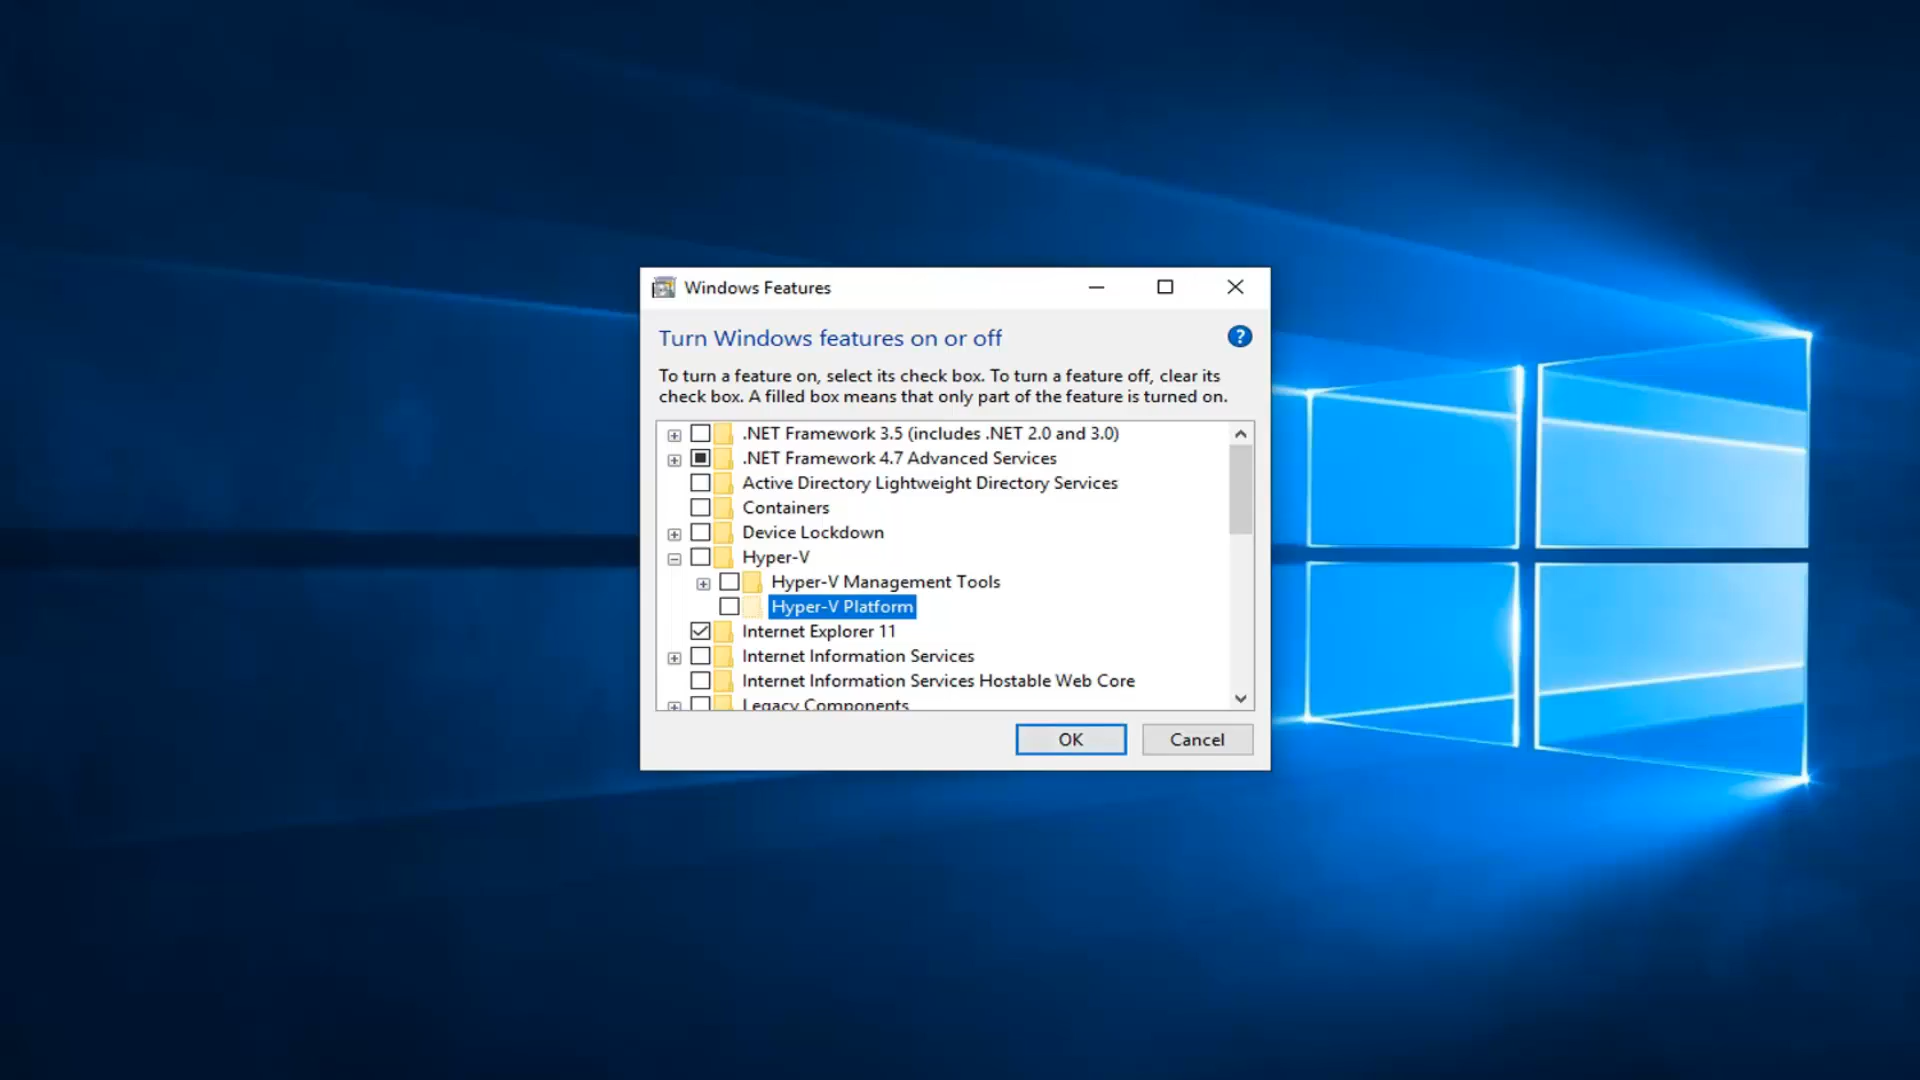 Windows Features
Turn Windows features on or off
?
To turn a feature on, select its check box. To turn a feature off, clear its
check box. A filled box means that only part of the feature is turned on.
.NET Framework 3.5 (includes .NET 2.0 and 3.0)
.NET Framework 4.7 Advanced Services
Active Directory Lightweight Directory Services
Containers
Device Lockdown
Hyper-V
Hyper-V Management Tools
Hyper-V Platform
Internet Explorer 11
Internet Information Services
Internet Information Services Hostable Web Core
Legacy Components
OK
Cancel